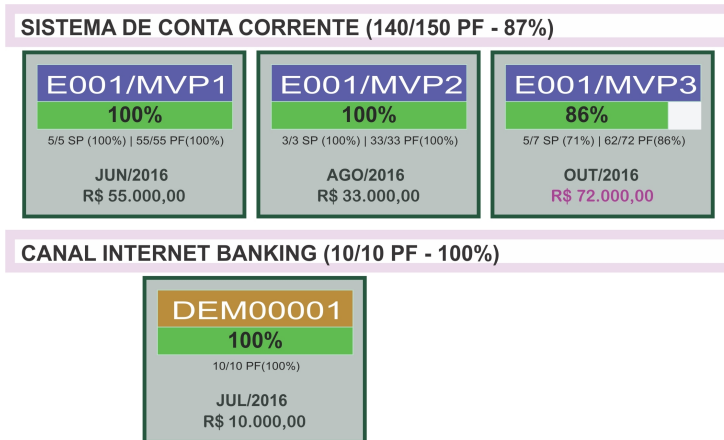 SISTEMA DE CONTA CORRENTE (140/150 PF - 87%)
E001/MVP1
100%
5/5 SP (100%) | 55/55 PF(100%)
JUN/2016
R$ 55.000,00
E001/MVP2
100%
3/3 SP (100%) | 33/33 PF(100%)
AGO/2016
R$ 33.000,00
E001/MVP3
86%
5/7 SP (71%) | 62/72 PF(86%)
OUT/2016
R$ 72.000,00
CANAL INTERNET BANKING (10/10 PF - 100%)
DEM00001
100%
10/10 PF(100%)
JUL/2016
R$ 10.000,00